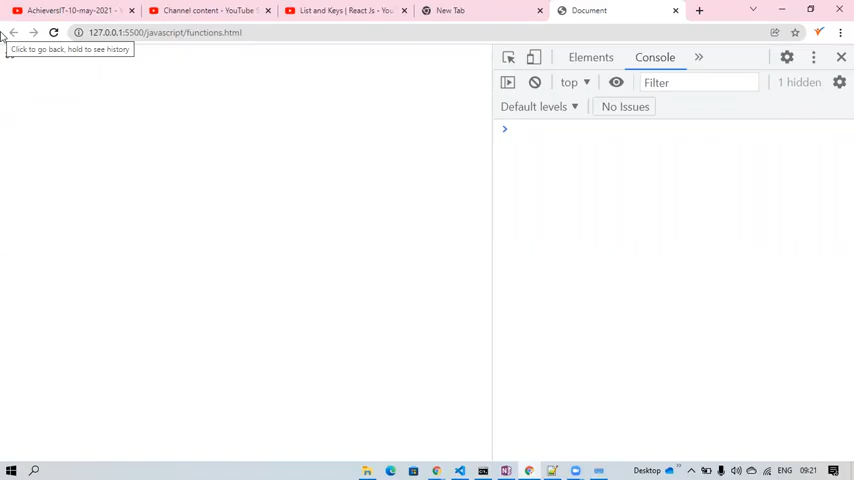 AchieversIT-10-may-2021 -
Channel content - YouTube S
List and Keys | React Js - You
New Tab
Document
127.0.0.1:5500/javascript/functions.html
Click to go back, hold to see history
Elements
Console
top
Filter
1 hidden
Default levels
No Issues
Desktop
ENG
09:21